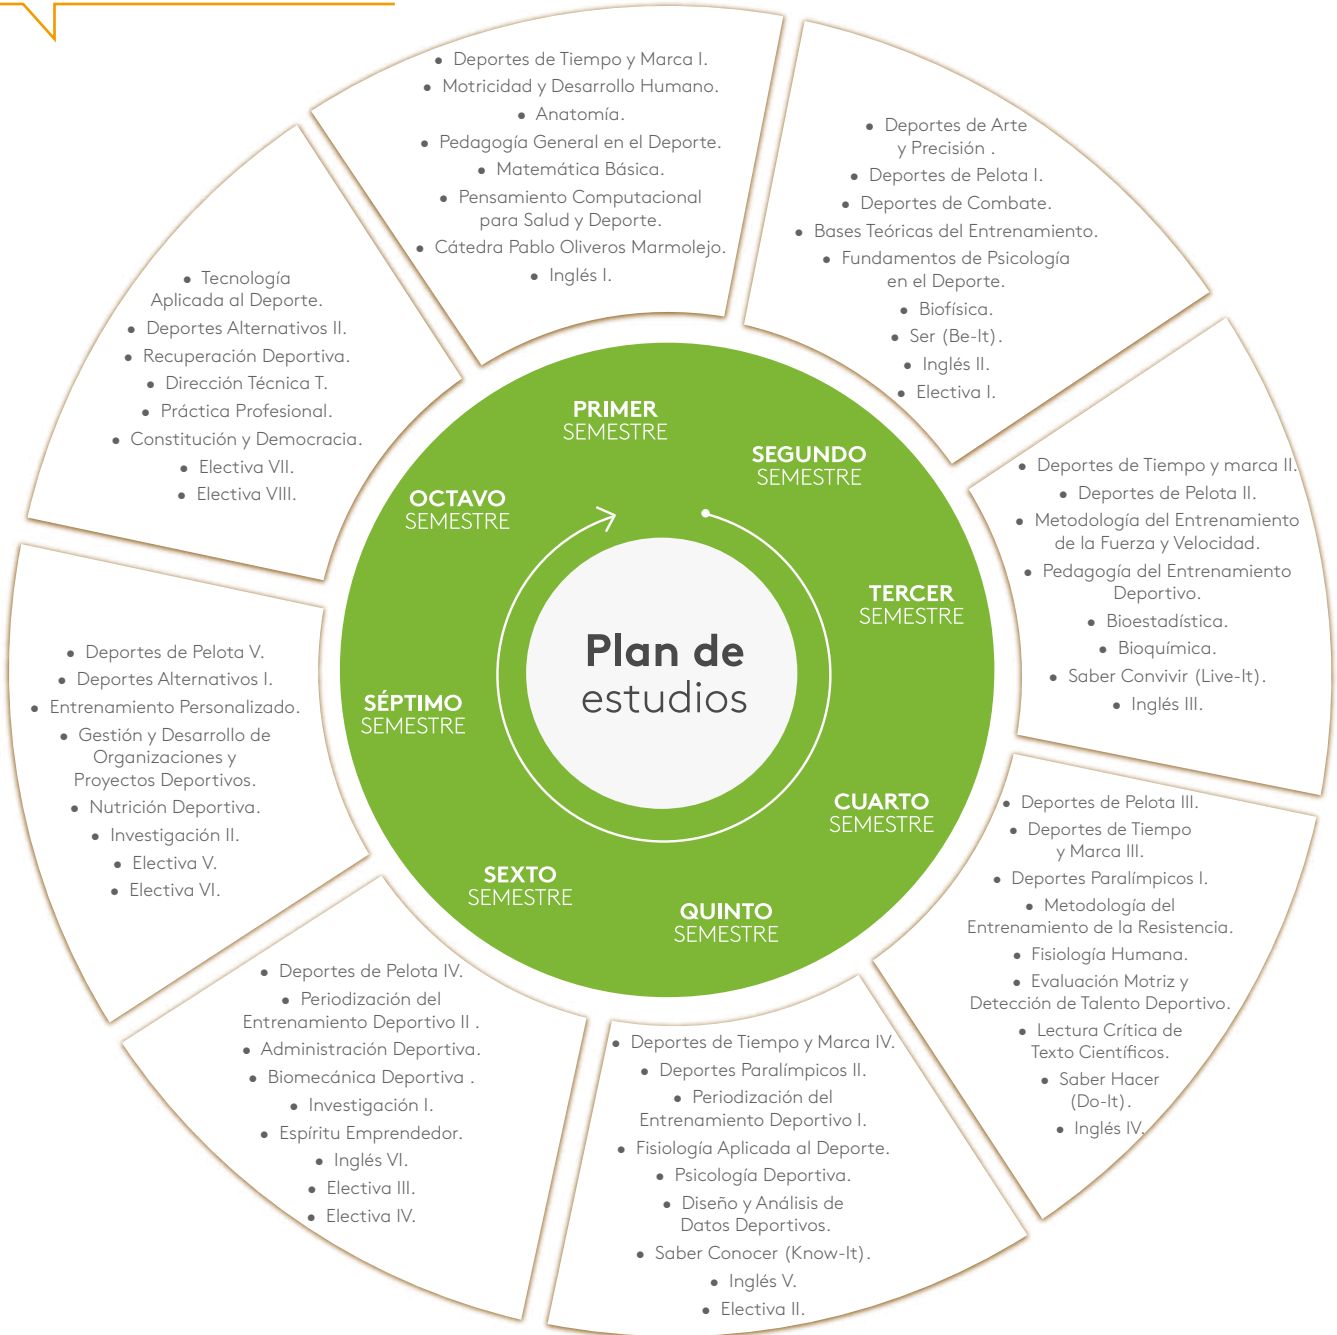 Plan de
estudios
PRIMER
SEMESTRE
• Deportes de Tiempo y Marca I.
• Motricidad y Desarrollo Humano.
• Anatomía.
• Pedagogía General en el Deporte.
• Matemática Básica.
• Pensamiento Computacional
para Salud y Deporte.
• Cátedra Pablo Oliveros Marmolejo.
• Inglés I.
SEGUNDO
SEMESTRE
• Deportes de Arte
y Precisión .
• Deportes de Pelota I.
• Deportes de Combate.
• Bases Teóricas del Entrenamiento.
• Fundamentos de Psicología
en el Deporte.
• Biofísica.
• Ser (Be-It).
• Inglés II.
• Electiva I.
TERCER
SEMESTRE
• Deportes de Tiempo y marca II.
• Deportes de Pelota II.
• Metodología del Entrenamiento
de la Fuerza y Velocidad.
• Pedagogía del Entrenamiento
Deportivo.
• Bioestadística.
• Bioquímica.
• Saber Convivir (Live-It).
• Inglés III.
CUARTO
SEMESTRE
• Deportes de Pelota III.
• Deportes de Tiempo
y Marca III.
• Deportes Paralímpicos I.
• Metodología del
Entrenamiento de la Resistencia.
• Fisiología Humana.
• Evaluación Motriz y
Detección de Talento Deportivo.
• Lectura Crítica de
Texto Científicos.
• Saber Hacer
(Do-It).
• Inglés IV.
QUINTO
SEMESTRE
• Deportes de Tiempo y Marca IV.
• Deportes Paralímpicos II.
• Periodización del
Entrenamiento Deportivo I.
• Fisiología Aplicada al Deporte.
• Psicología Deportiva.
• Diseño y Análisis de
Datos Deportivos.
• Saber Conocer (Know-It).
• Inglés V.
• Electiva II.
SEXTO
SEMESTRE
• Deportes de Pelota IV.
• Periodización del
Entrenamiento Deportivo II .
• Administración Deportiva.
• Biomecánica Deportiva .
• Investigación I.
• Espíritu Emprendedor.
• Inglés VI.
• Electiva III.
• Electiva IV.
SÉPTIMO
SEMESTRE
• Deportes de Pelota V.
• Deportes Alternativos I.
• Entrenamiento Personalizado.
• Gestión y Desarrollo de
Organizaciones y
Proyectos Deportivos.
• Nutrición Deportiva.
• Investigación II.
• Electiva V.
• Electiva VI.
OCTAVO
SEMESTRE
• Tecnología
Aplicada al Deporte.
• Deportes Alternativos II.
• Recuperación Deportiva.
• Dirección Técnica T.
• Práctica Profesional.
• Constitución y Democracia.
• Electiva VII.
• Electiva VIII.